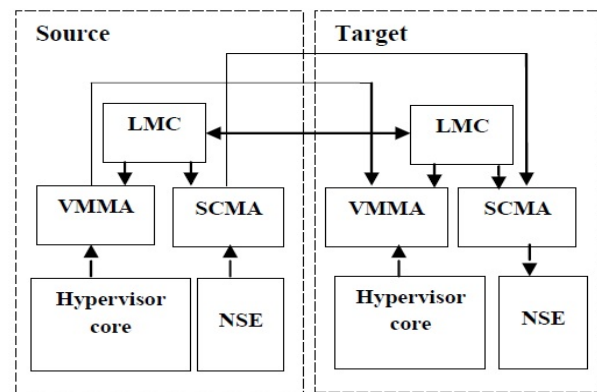 Source
Target
LMC
LMC
VMMA
SCMA
VMMA
SCMA
Hypervisor
core
NSE
Hypervisor
core
NSE